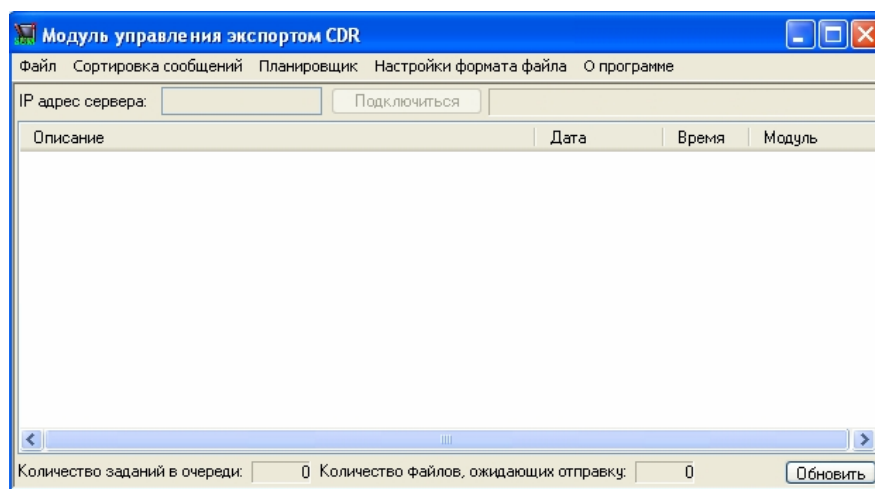 Модуль управления экспортом CDR
Файл Сортировка сообщений Планировщик Настройки формата файла О программе
IP адрес сервера: Подключиться
Описание Дата Время Модуль
Количество заданий в очереди: 0 Количество файлов, ожидающих отправку: 0 Обновить